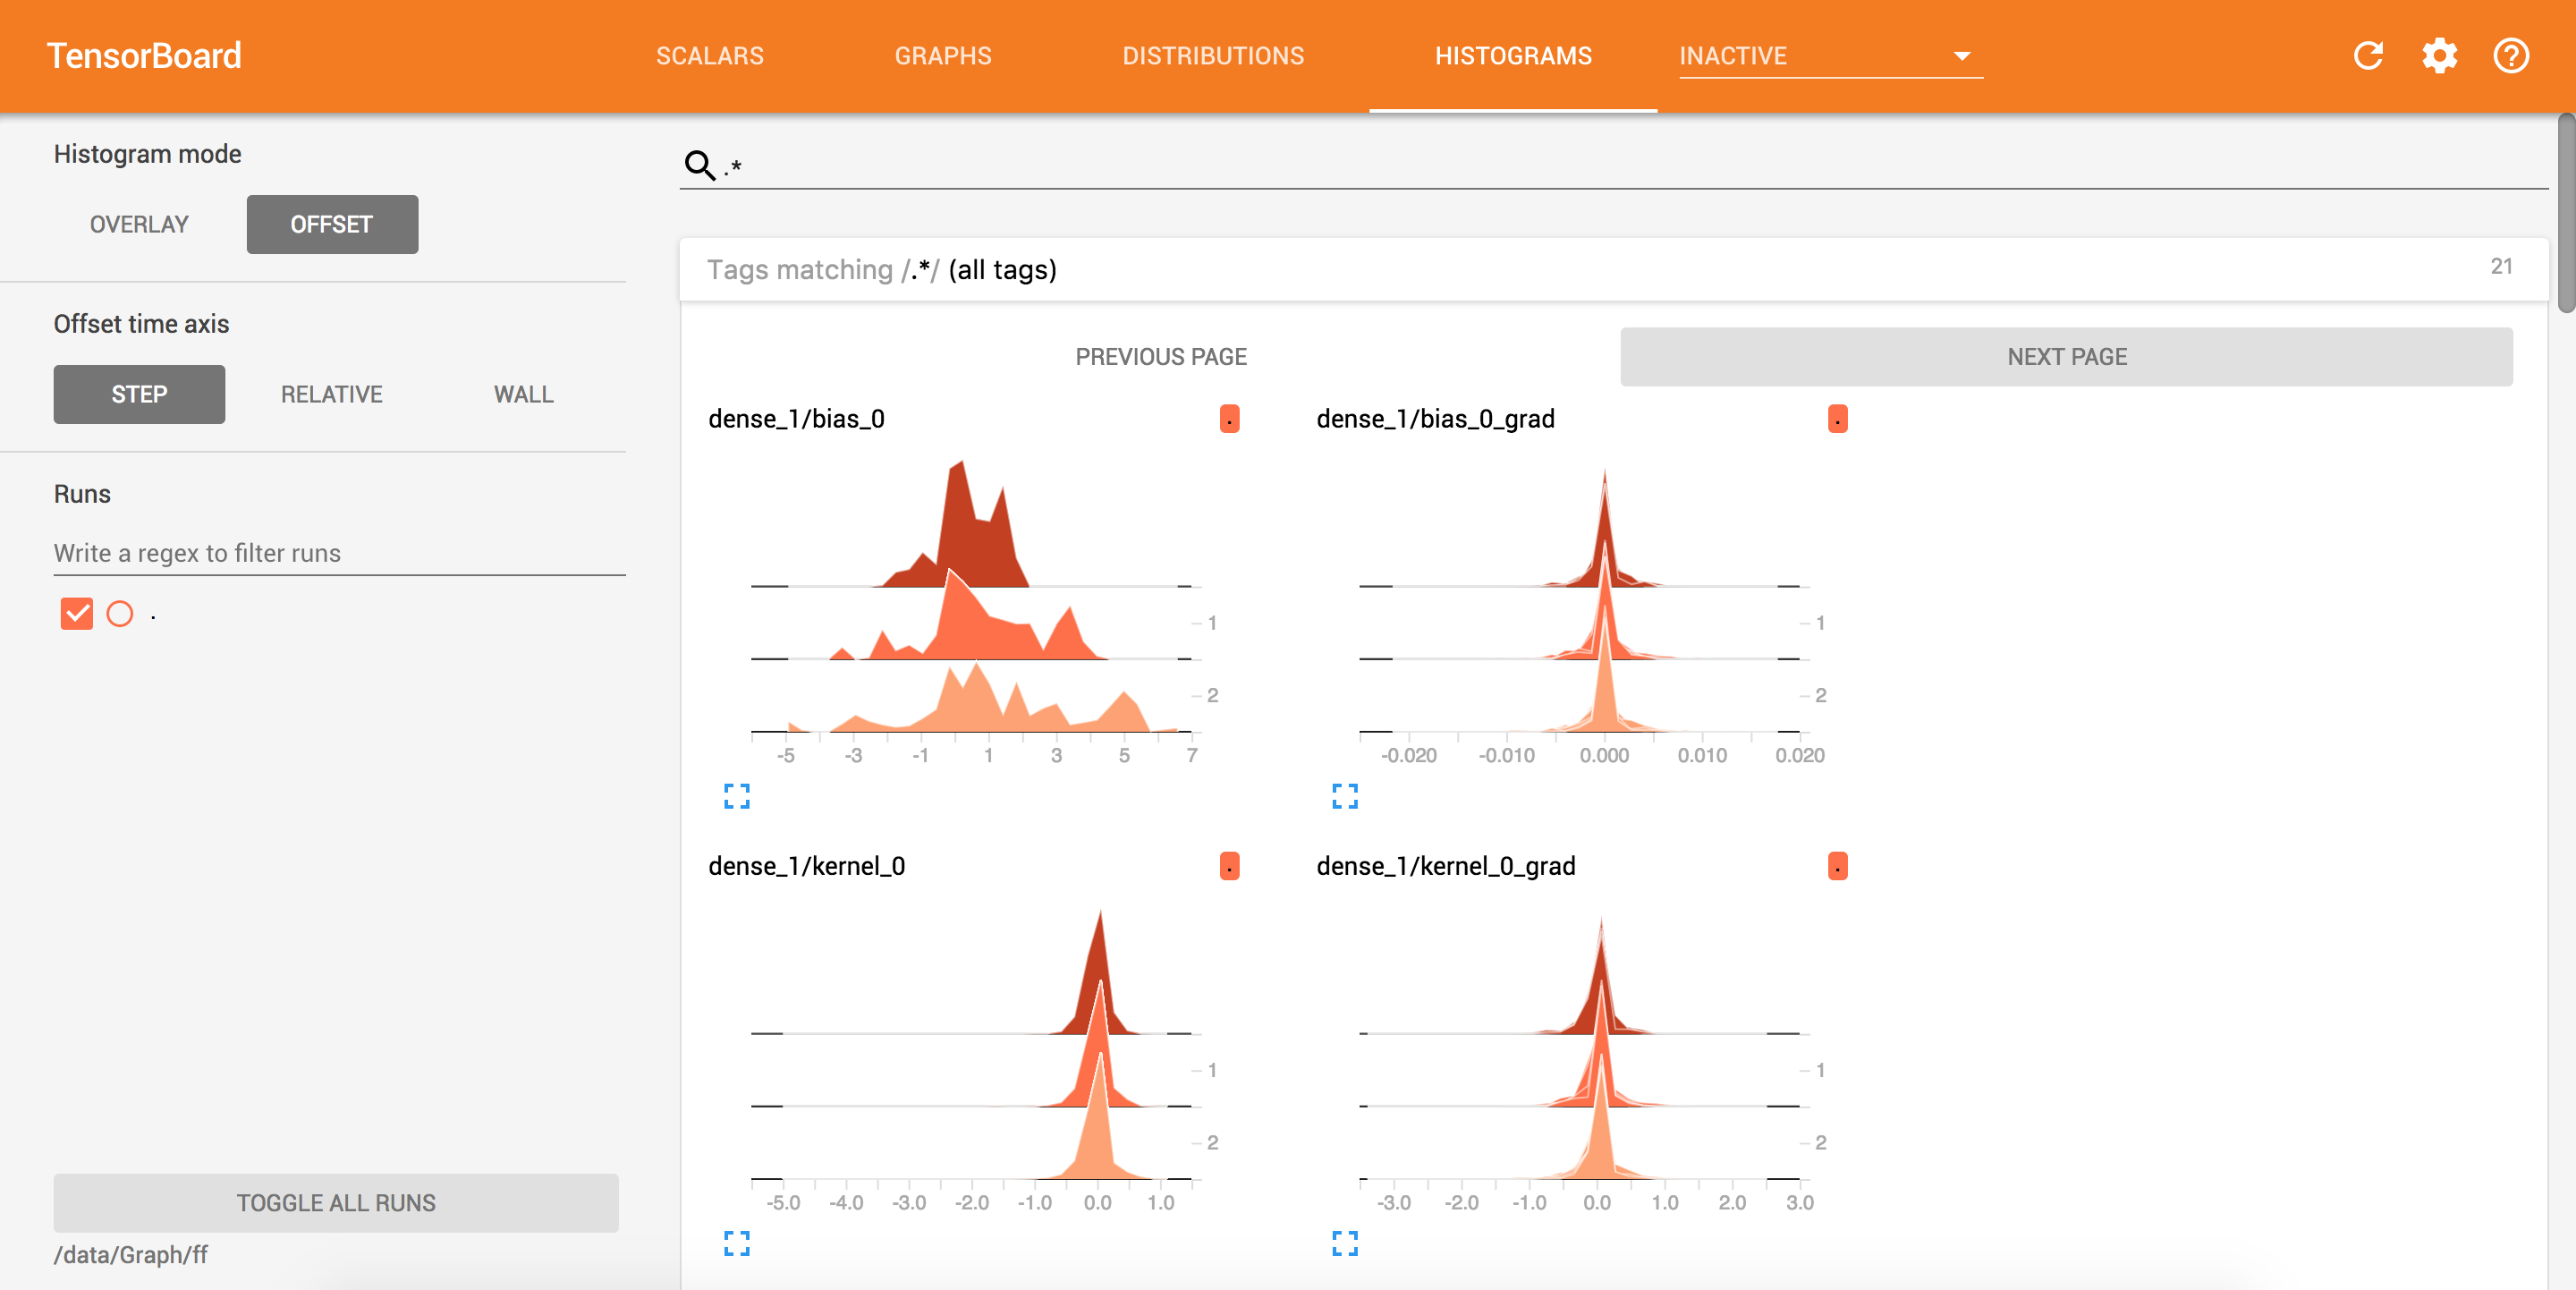 TensorBoard SCALARS GRAPHS DISTRIBUTIONS HISTOGRAMS INACTIVE
Histogram mode
OVERLAY OFFSET
Offset time axis
STEP RELATIVE WALL
Runs
Write a regex to filter runs
.
TOGGLE ALL RUNS
/data/Graph/ff
.*
Tags matching /.*/ (all tags) 21
PREVIOUS PAGE NEXT PAGE
dense_1/bias_0 .
1
2
-5 -3 -1 1 3 5 7
dense_1/bias_0_grad .
1
2
-0.020 -0.010 0.000 0.010 0.020
dense_1/kernel_0 .
1
2
-5.0 -4.0 -3.0 -2.0 -1.0 0.0 1.0
dense_1/kernel_0_grad .
1
2
-3.0 -2.0 -1.0 0.0 1.0 2.0 3.0